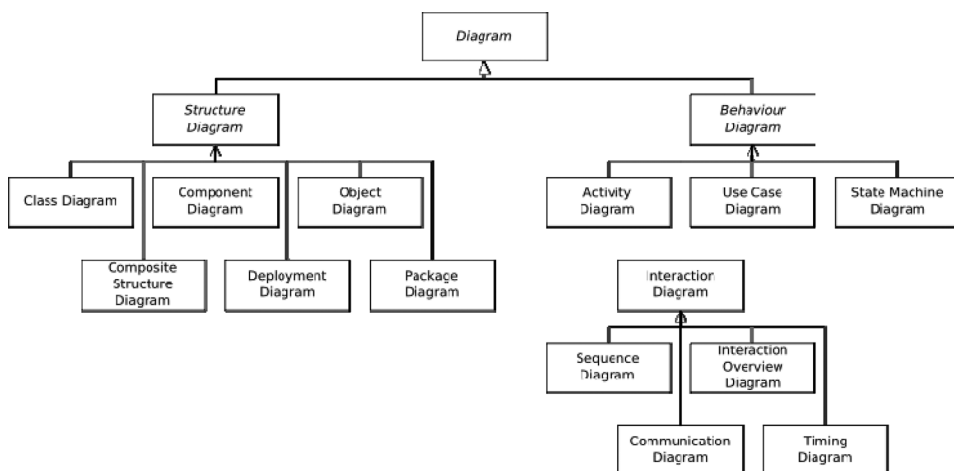 Diagram
Structure
Diagram
Behaviour
Diagram
Class Diagram
Component
Diagram
Object
Diagram
Activity
Diagram
Use Case
Diagram
State Machine
Diagram
Composite
Structure
Diagram
Deployment
Diagram
Package
Diagram
Interaction
Diagram
Sequence
Diagram
Interaction
Overview
Diagram
Communication
Diagram
Timing
Diagram